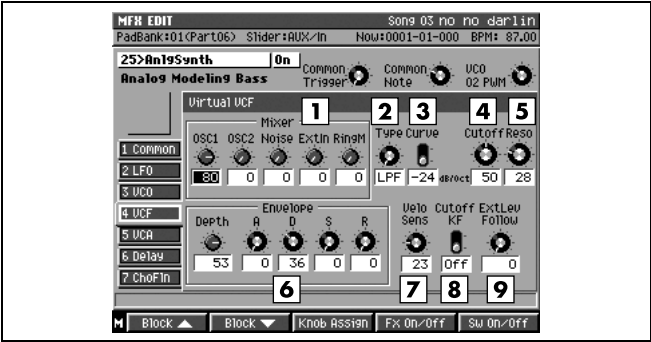 MFX EDIT Song 03 no no no darlin
PadBank:01(Part06) Slider:AUX/In Now:0001-01-000 BPM: 87.00
25>AnlgSynth On
Analog Modeling Bass
Common Trigger
Common Note
VCO 02 PWM
Virtual VCF
1 2 3 4 5
Mixer
OSC1 OSC2 Noise ExtIn RingM Type Curve Cutoff Reso
80 0 0 0 0 LPF -24 dB/Oct 50 28
1 Common
2 LFO
3 VCO
4 VCF
5 VCA
6 Delay
7 ChoFln
Envelope
Depth A D S R
53 0 36 0 0
Velo Sens
Cutoff KF
ExtLev Follow
23 Off 0
6 7 8 9
M Block ▲ Block ▼ Knob Assign Fx On/Off Sw On/Off